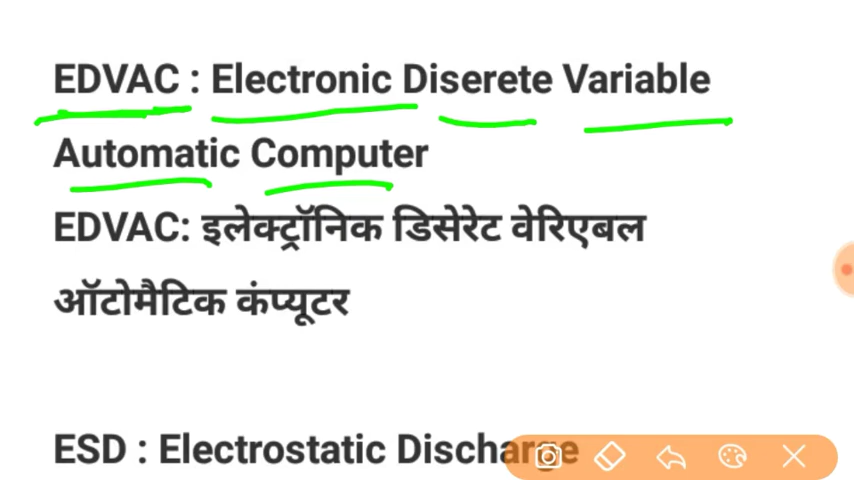 EDVAC : Electronic Diserete Variable
Automatic Computer
EDVAC: इलेक्ट्रॉनिक डिसेरेट वेरिएबल
ऑटोमैटिक कंप्यूटर
ESD : Electrostatic Discharge